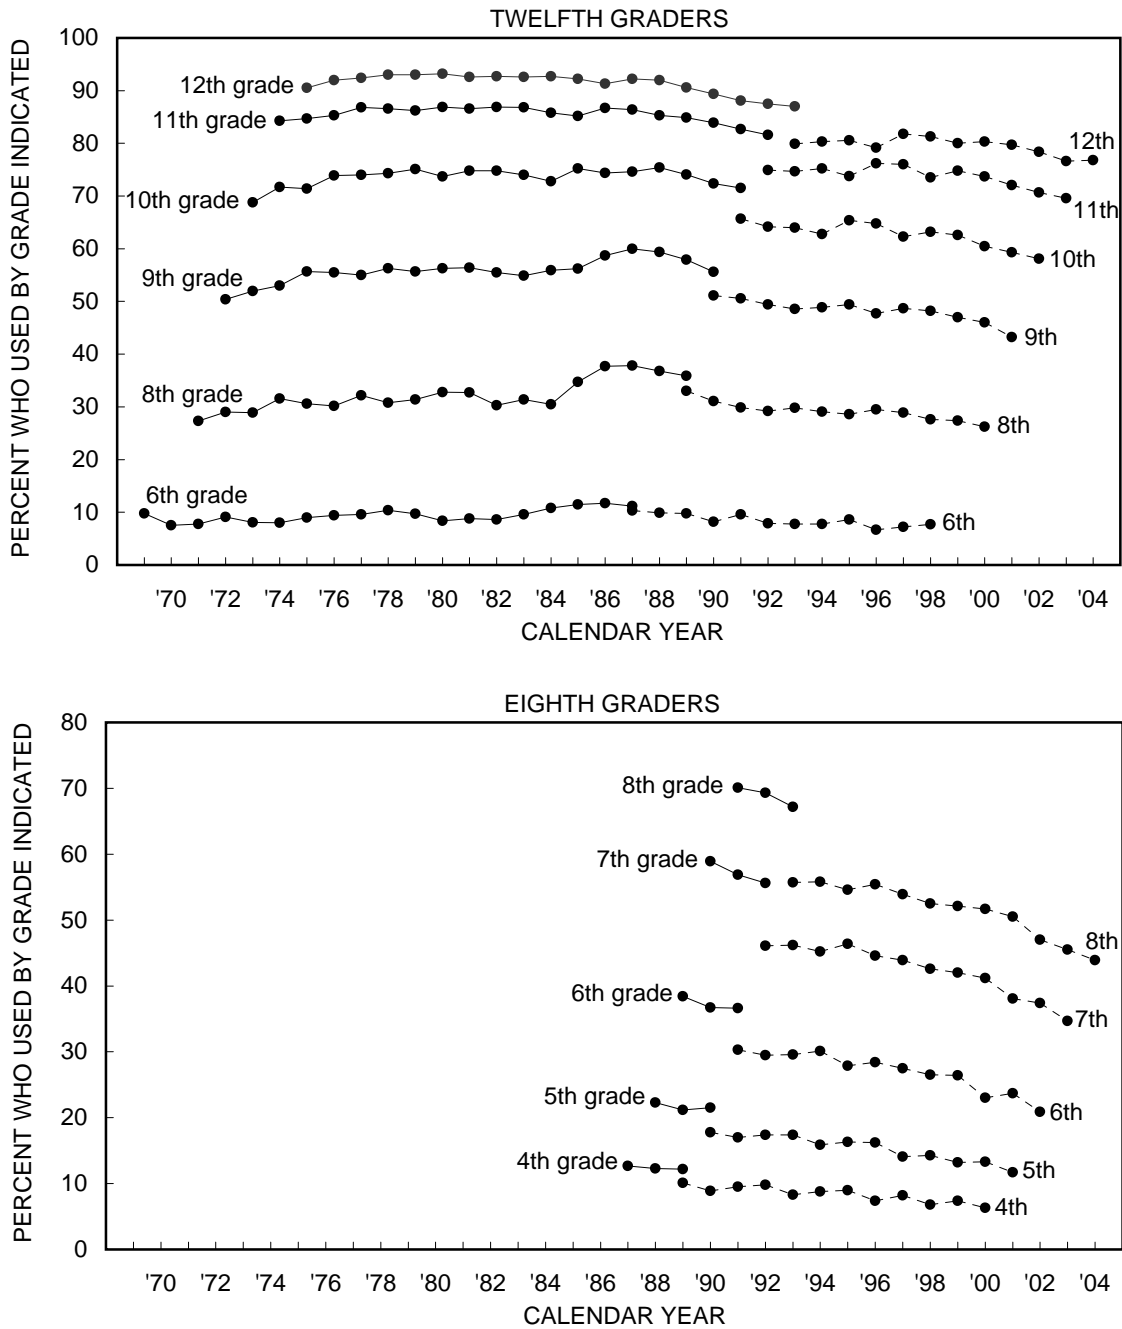 TWELFTH GRADERS
PERCENT WHO USED BY GRADE INDICATED
100
90
80
70
60
50
40
30
20
10
0
12th grade
11th grade
10th grade
9th grade
8th grade
6th grade
12th
11th
10th
9th
8th
6th
'70 '72 '74 '76 '78 '80 '82 '84 '86 '88 '90 '92 '94 '96 '98 '00 '02 '04
CALENDAR YEAR
EIGHTH GRADERS
PERCENT WHO USED BY GRADE INDICATED
80
70
60
50
40
30
20
10
0
8th grade
7th grade
6th grade
5th grade
4th grade
8th
7th
6th
5th
4th
'70 '72 '74 '76 '78 '80 '82 '84 '86 '88 '90 '92 '94 '96 '98 '00 '02 '04
CALENDAR YEAR